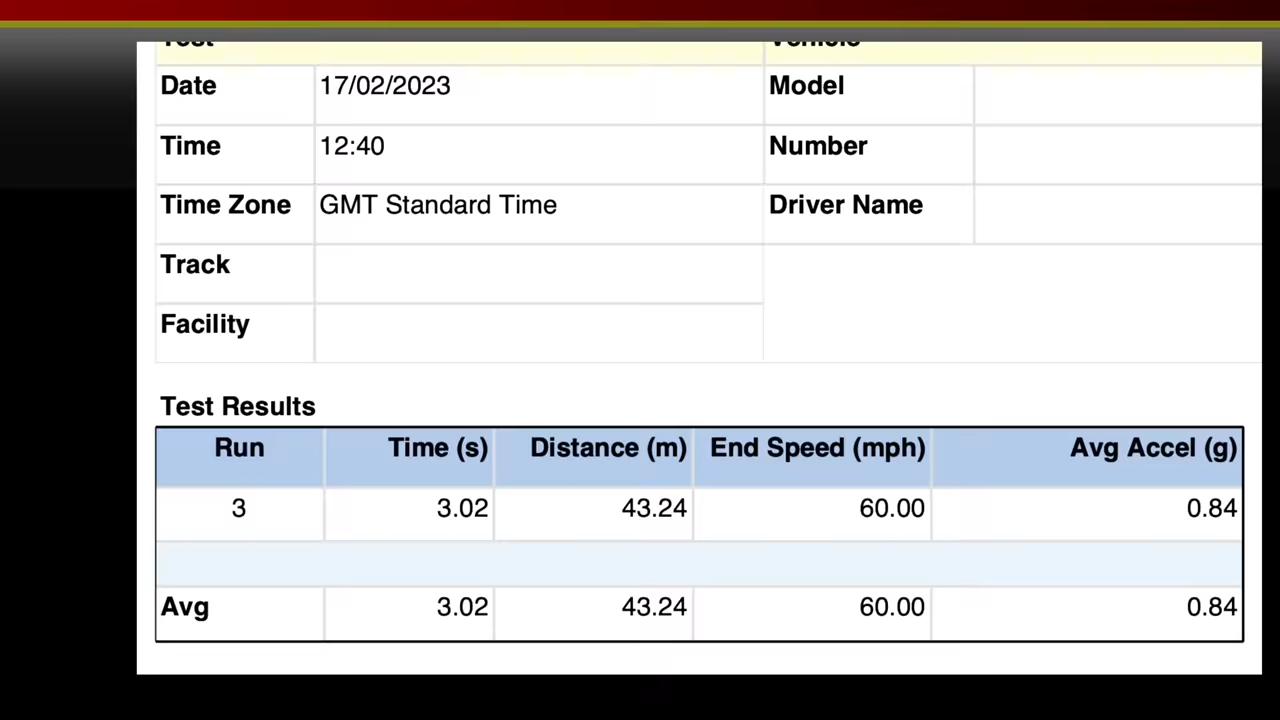 Test Vehicle
Date 17/02/2023 Model
Time 12:40 Number
Time Zone GMT Standard Time Driver Name
Track
Facility
Test Results
Run Time (s) Distance (m) End Speed (mph) Avg Accel (g)
3 3.02 43.24 60.00 0.84
Avg 3.02 43.24 60.00 0.84